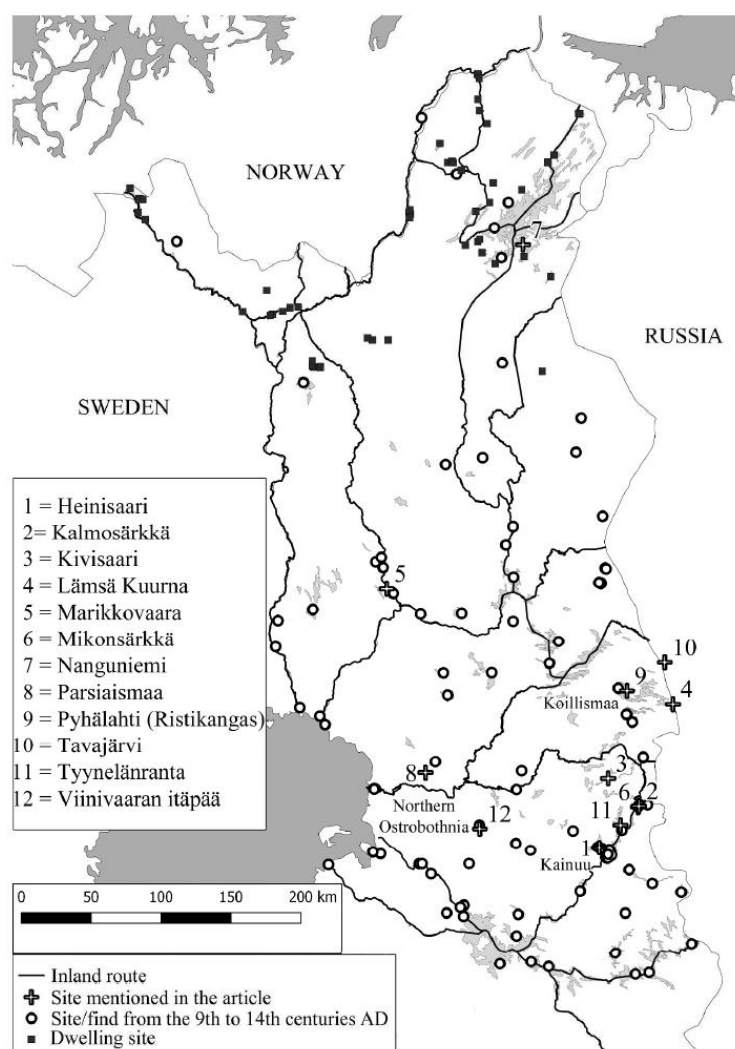 NORWAY
7
RUSSIA
SWEDEN
1 = Heinisaari
2= Kalmosärkkä
3 = Kivisaari
4 = Lämsä Kuurna
5 = Marikkovaara
6 = Mikonsärkkä
7 = Nanguniemi
8 = Parsiaismaa
9 = Pyhälahti (Ristikangas)
10 = Tavajärvi
11 = Tyynelänranta
12 = Viinivaaran itäpää
5
10
9
4
Koillismaa
8
3
6
2
Northern
Ostrobothnia
12
11
1
Kainuu
0 50 100 150 200 km
Inland route
Site mentioned in the article
Site/find from the 9th to 14th centuries AD
Dwelling site